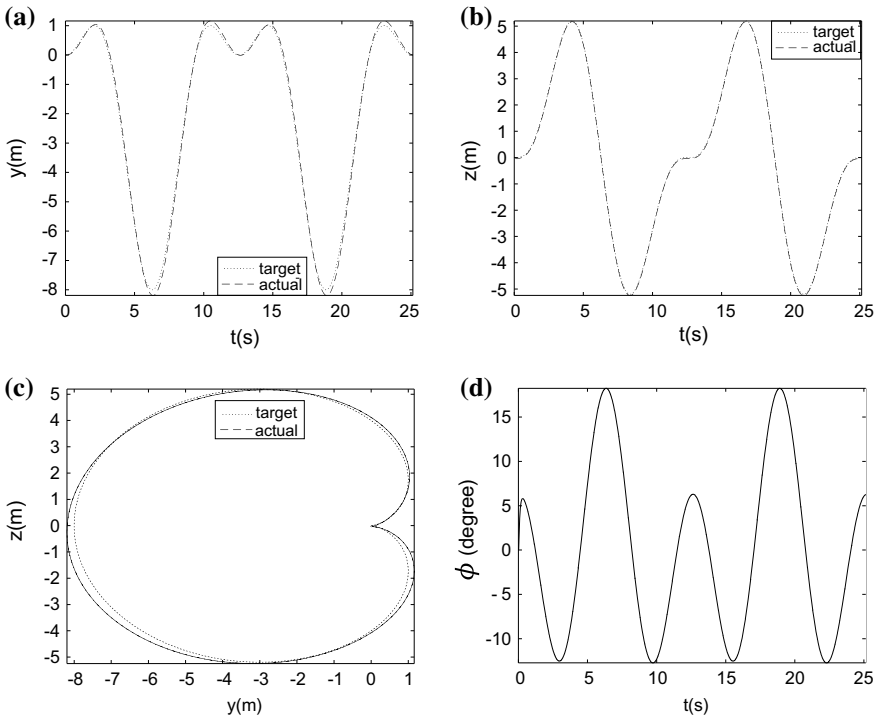 (a)
1
0
-1
-2
-3
-4
-5
-6
-7
-8
y(m)
target
actual
0 5 10 15 20 25
t(s)
(b)
5
4
3
2
1
0
-1
-2
-3
-4
-5
z(m)
target
actual
0 5 10 15 20 25
t(s)
(c)
5
4
3
2
1
0
-1
-2
-3
-4
-5
z(m)
target
actual
-8 -7 -6 -5 -4 -3 -2 -1 0 1
y(m)
(d)
15
10
5
0
-5
-10
ϕ (degree)
0 5 10 15 20 25
t(s)